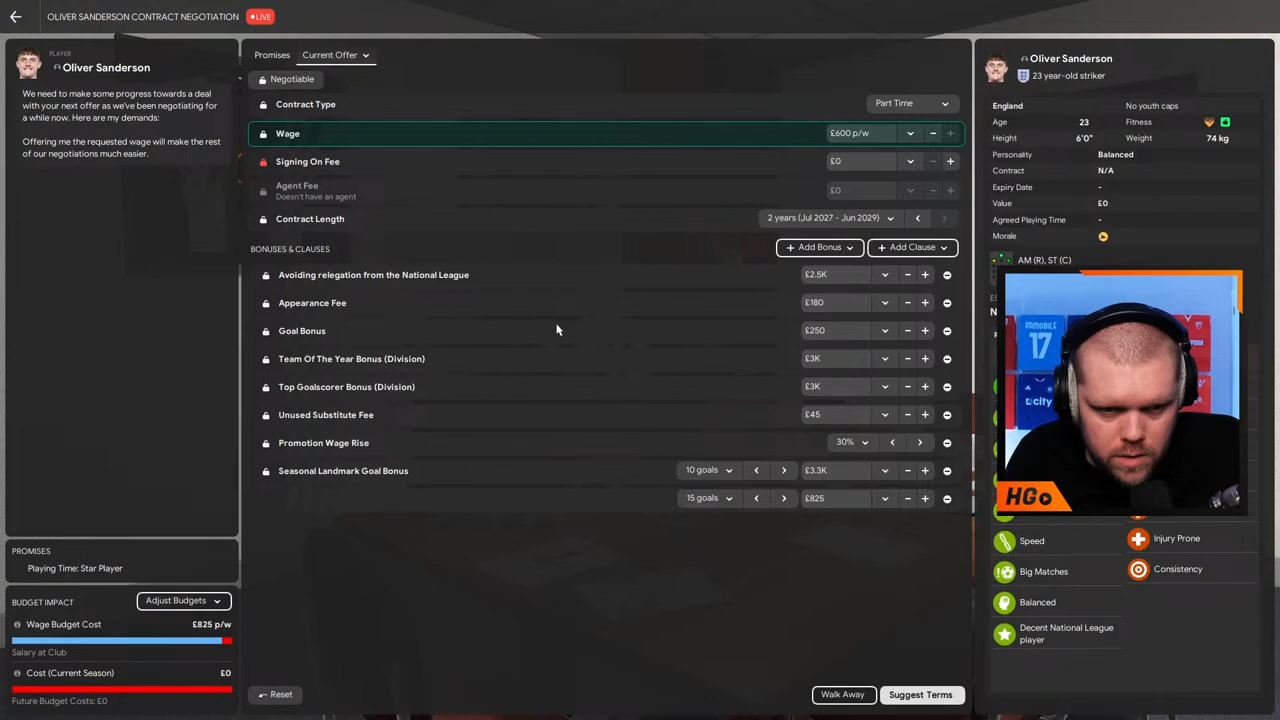 OLIVER SANDERSON CONTRACT NEGOTIATION
LIVE
PLAYER
Oliver Sanderson
We need to make some progress towards a deal
with your next offer as we've been negotiating for
a while now. Here are my demands:
Offering me the requested wage will make the rest
of our negotiations much easier.
PROMISES
Playing Time: Star Player
BUDGET IMPACT
Adjust Budgets
Wage Budget Cost £825 p/w
Salary at Club
Cost (Current Season) £0
Future Budget Costs: £0
Promises Current Offer
Negotiable
Contract Type Part Time
Wage £600 p/w
Signing On Fee £0
Agent Fee £0
Doesn't have an agent
Contract Length 2 years (Jul 2027 - Jun 2029)
BONUSES & CLAUSES + Add Bonus + Add Clause
Avoiding relegation from the National League £2.5K
Appearance Fee £180
Goal Bonus £250
Team Of The Year Bonus (Division) £3K
Top Goalscorer Bonus (Division) £3K
Unused Substitute Fee £45
Promotion Wage Rise 30%
Seasonal Landmark Goal Bonus 10 goals £3.3K
15 goals £825
Reset Walk Away Suggest Terms
Oliver Sanderson
23 year-old striker
England No youth caps
Age 23 Fitness
Height 6'0" Weight 74 kg
Personality Balanced
Contract N/A
Expiry Date -
Value £0
Agreed Playing Time -
Morale
AM (R), ST (C)
IMMOBILE
17
city
HG
Speed Injury Prone
Big Matches Consistency
Balanced
Decent National League
player